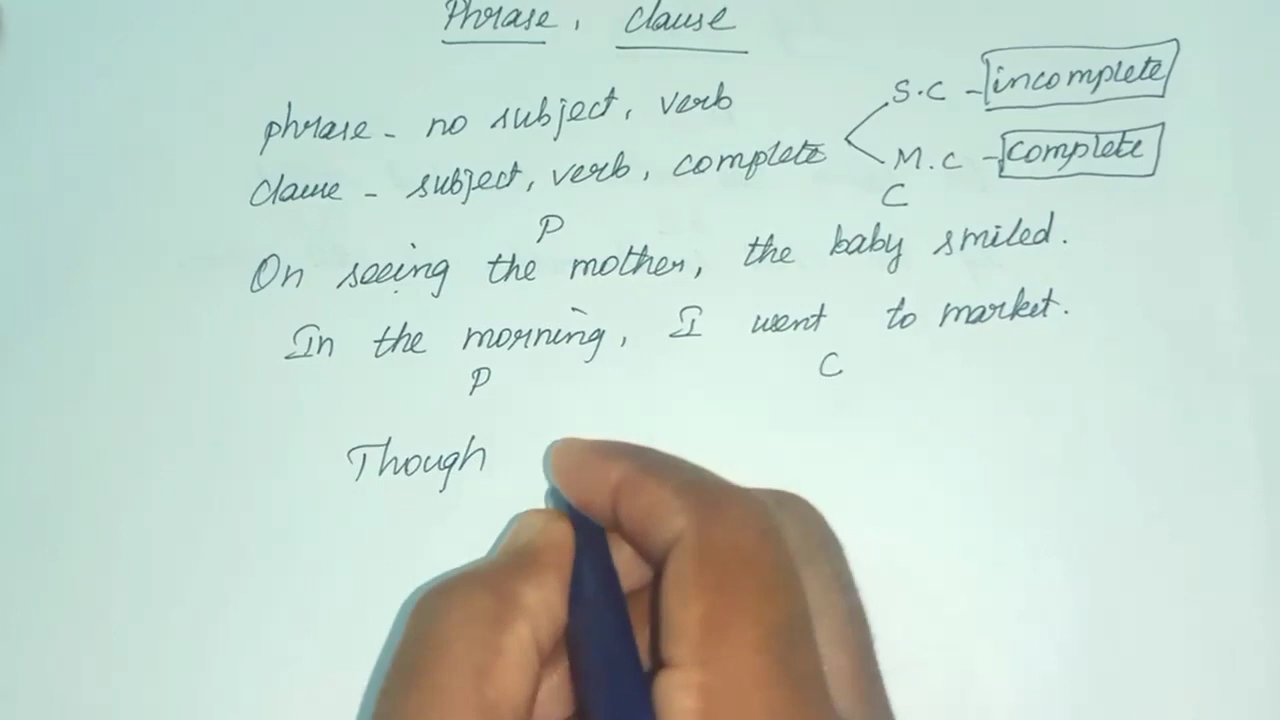 Phrase, Clause
phrase - no subject, verb
S.C - incomplete
clause - subject, verb, complete
M.C - complete
P
C
On seeing the mother, the baby smiled.
In the morning, I went to market.
P
C
Though